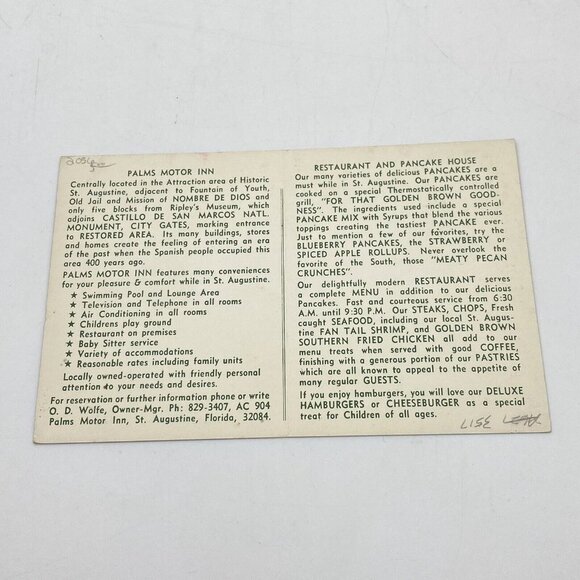 PALMS MOTOR INN
Centrally located in the Attraction area of Historic
St. Augustine, adjacent to Fountain of Youth,
Old Jail and Mission of NOMBRE DE DIOS and
only five blocks from Ripley's Museum, which
adjoins CASTILLO DE SAN MARCOS NATL.
MONUMENT, CITY GATES, marking entrance
to RESTORED AREA. Its many buildings, stores
and homes create the feeling of entering an era
of the past when the Spanish people occupied this
area 400 years ago.
PALMS MOTOR INN features many conveniences
for your pleasure & comfort while in St. Augustine.
★ Swimming Pool and Lounge Area
★ Television and Telephone in all rooms
★ Air Conditioning in all rooms
★ Childrens play ground
★ Restaurant on premises
★ Baby Sitter service
★ Variety of accommodations
★ Reasonable rates including family units
Locally owned-operated with friendly personal
attention to your needs and desires.
For reservation or further information phone or write
O. D. Wolfe, Owner-Mgr. Ph: 829-3407, AC 904
Palms Motor Inn, St. Augustine, Florida, 32084.
RESTAURANT AND PANCAKE HOUSE
Our many varieties of delicious PANCAKES are a
must while in St. Augustine. Our PANCAKES are
cooked on a special Thermostatically controlled
grill, "FOR THAT GOLDEN BROWN GOOD-
NESS". The ingredients used include a special
PANCAKE MIX with Syrups that blend the various
toppings creating the tastiest PANCAKE ever.
Just to mention a few of our favorites, try the
BLUEBERRY PANCAKES, the STRAWBERRY or
SPICED APPLE ROLLUPS. Never overlook the
favorite of the South, those "MEATY PECAN
CRUNCHES".
Our delightfully modern RESTAURANT serves
a complete MENU in addition to our delicious
Pancakes. Fast and courteous service from 6:30
A.M. until 9:30 P.M. Our STEAKS, CHOPS, Fresh
caught SEAFOOD, including our local St. Augus-
tine FAN TAIL SHRIMP, and GOLDEN BROWN
SOUTHERN FRIED CHICKEN all add to our
menu treats when served with good COFFEE,
finishing with a generous portion of our PASTRIES
which are all known to appeal to the appetite of
many regular GUESTS.
If you enjoy hamburgers, you will love our DELUXE
HAMBURGERS or CHEESEBURGER as a special
treat for Children of all ages.